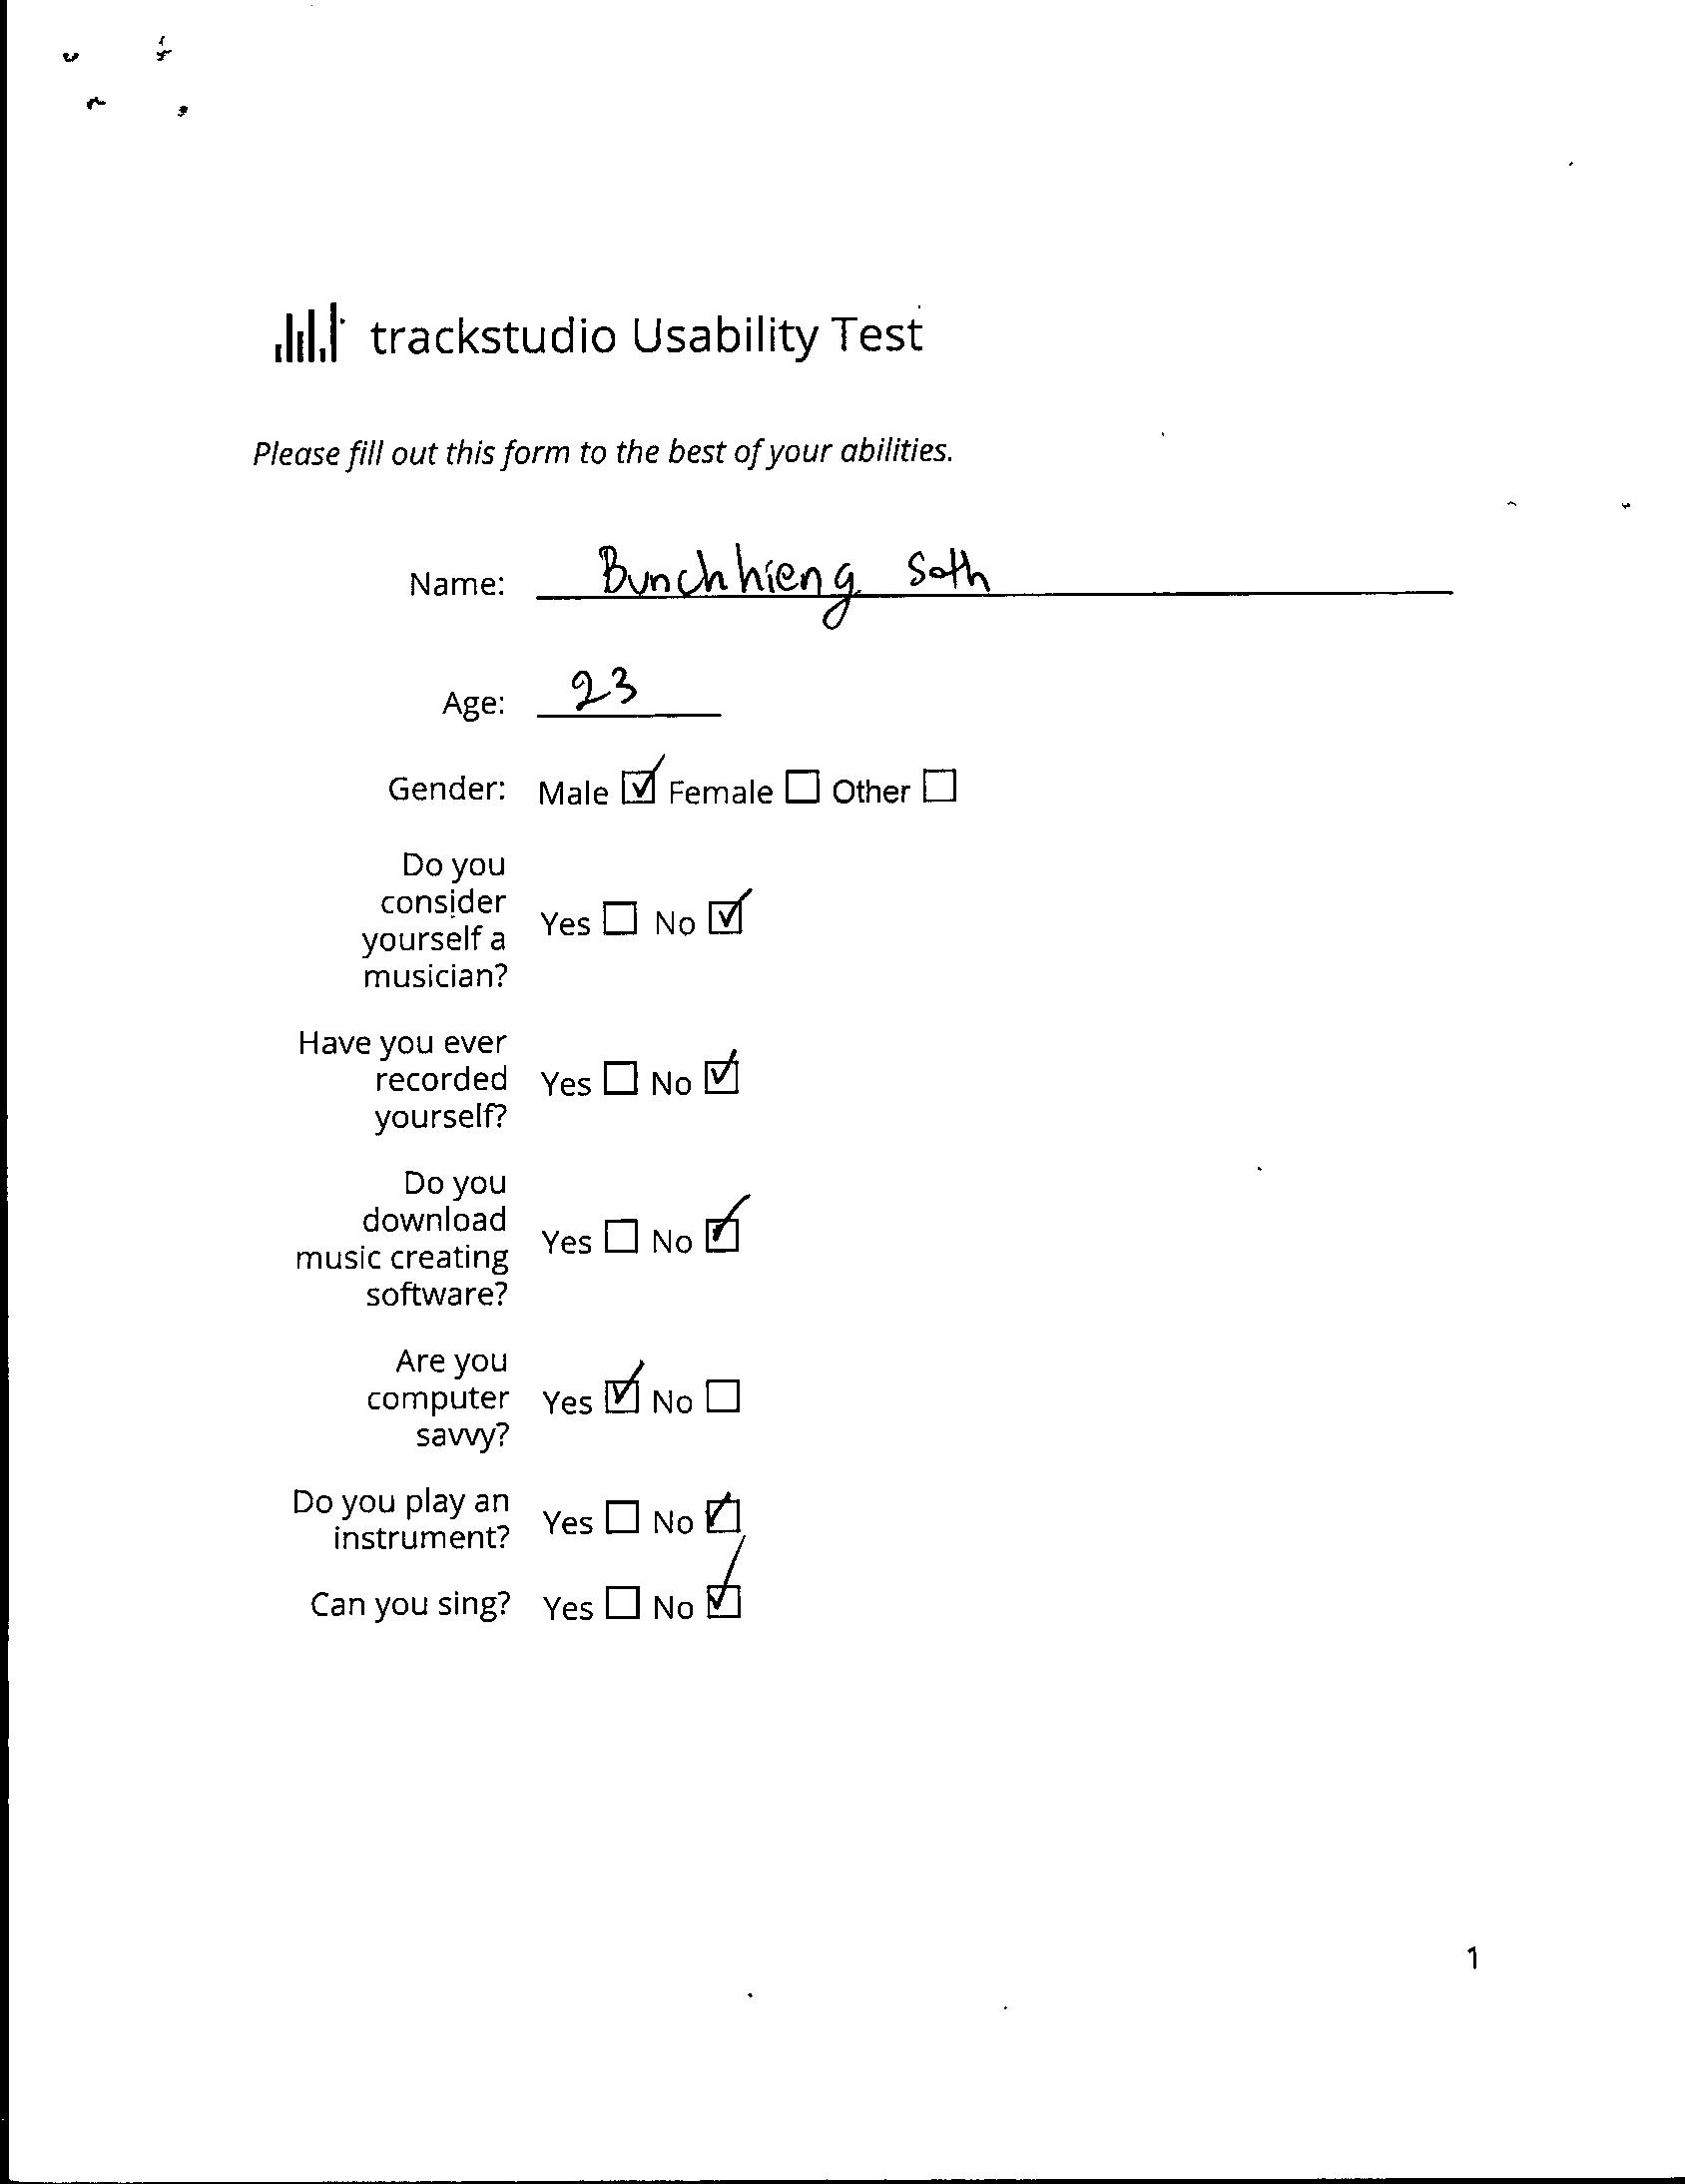 trackstudio Usability Test
Please fill out this form to the best of your abilities.
Name: Bunchhieng Soth
Age: 23
Gender: Male ☑ Female ☐ Other ☐
Do you
consider
yourself a
musician?
Yes ☐ No ☑
Have you ever
recorded
yourself?
Yes ☐ No ☑
Do you
download
music creating
software?
Yes ☐ No ☑
Are you
computer
savvy?
Yes ☑ No ☐
Do you play an
instrument?
Yes ☐ No ☑
Can you sing? Yes ☐ No ☑
1